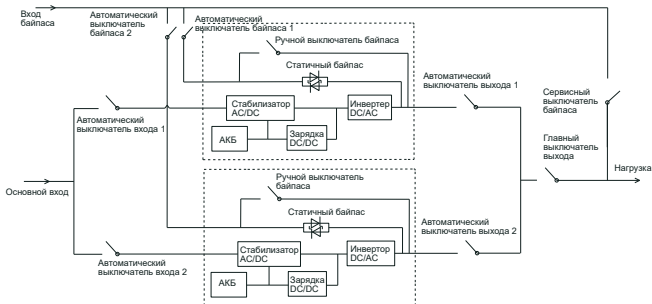 Вход
байпаса
Автоматический
выключатель
байпаса 2
Автоматический
выключатель байпаса 1
Ручной выключатель байпаса
Статичный байпас
Стабилизатор
AC/DC
Инвертер
DC/AC
АКБ
Зарядка
DC/DC
Автоматический
выключатель входа 1
Автоматический
выключатель выхода 1
Сервисный
выключатель
байпаса
Главный
выключатель
выхода
Нагрузка
Основной вход
Ручной выключатель
байпаса
Статичный байпас
Стабилизатор
AC/DC
Инвертор
DC/AC
АКБ
Зарядка
DC/DC
Автоматический
выключатель входа 2
Автоматический
выключатель выхода 2